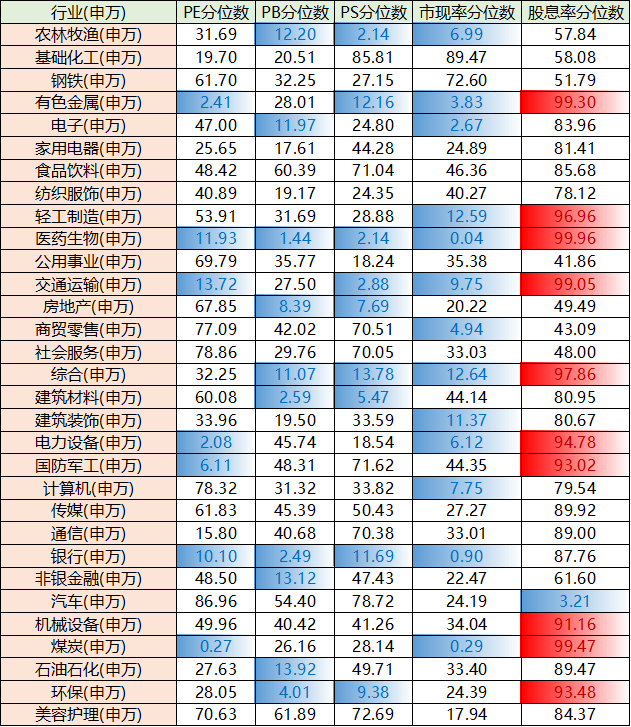 行业(申万) PE分位数 PB分位数 PS分位数 市现率分位数 股息率分位数
农林牧渔(申万) 31.69 12.20 2.14 6.99 57.84
基础化工(申万) 19.70 20.51 85.81 89.47 58.08
钢铁(申万) 61.70 32.25 27.15 72.60 51.79
有色金属(申万) 2.41 28.01 12.16 3.83 99.30
电子(申万) 47.00 11.97 24.80 2.67 83.96
家用电器(申万) 25.65 17.61 44.28 24.89 81.41
食品饮料(申万) 48.42 60.39 71.04 46.36 85.68
纺织服饰(申万) 40.89 19.17 24.35 40.27 78.12
轻工制造(申万) 53.91 31.69 28.88 12.59 96.96
医药生物(申万) 11.93 1.44 2.14 0.04 99.96
公用事业(申万) 69.79 35.77 18.24 35.38 41.86
交通运输(申万) 13.72 27.50 2.88 9.75 99.05
房地产(申万) 67.85 8.39 7.69 20.22 49.49
商贸零售(申万) 77.09 42.02 70.51 4.94 43.09
社会服务(申万) 78.86 29.76 70.05 33.03 48.00
综合(申万) 32.25 11.07 13.78 12.64 97.86
建筑材料(申万) 60.08 2.59 5.47 44.14 80.95
建筑装饰(申万) 33.96 19.50 33.59 11.37 80.67
电力设备(申万) 2.08 45.74 18.54 6.12 94.78
国防军工(申万) 6.11 48.31 71.62 44.35 93.02
计算机(申万) 78.32 31.32 33.82 7.75 79.54
传媒(申万) 61.83 45.39 50.43 27.27 89.92
通信(申万) 15.80 40.68 70.38 33.01 89.00
银行(申万) 10.10 2.49 11.69 0.90 87.76
非银金融(申万) 48.50 13.12 47.43 22.47 61.60
汽车(申万) 86.96 54.40 78.72 24.19 3.21
机械设备(申万) 49.96 40.42 41.26 34.04 91.16
煤炭(申万) 0.27 26.16 28.14 0.29 99.47
石油石化(申万) 27.63 13.92 49.71 33.40 89.47
环保(申万) 28.05 4.01 9.38 24.39 93.48
美容护理(申万) 70.63 61.89 72.69 17.94 84.37